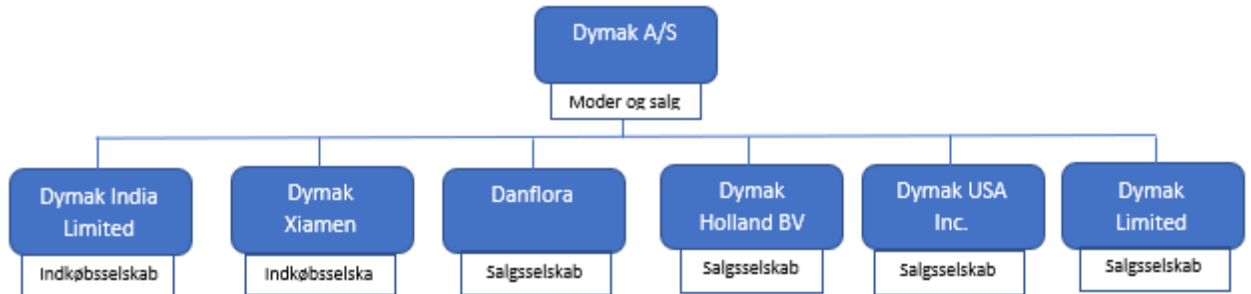 Dymak A/S
Moder og salg
Dymak India
Limited
Indkøbsselskab
Dymak
Xiamen
Indkøbsselska
Danflora
Salgsselskab
Dymak
Holland BV
Salgsselskab
Dymak USA
Inc.
Salgsselskab
Dymak
Limited
Salgsselskab